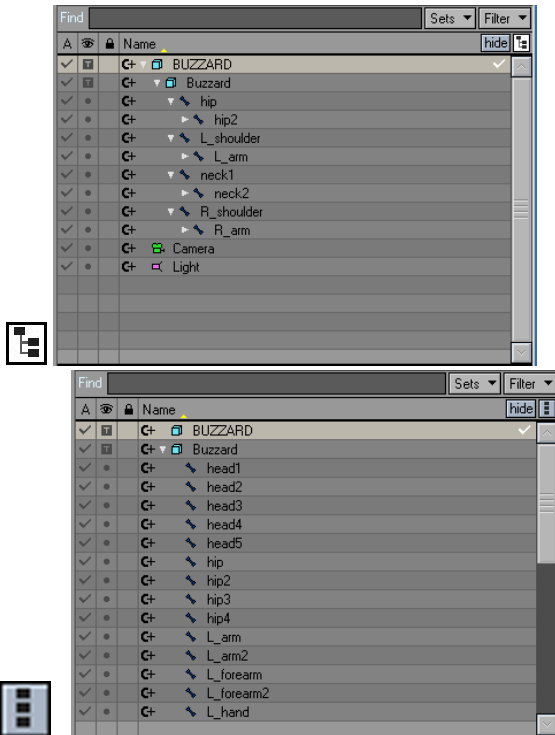 Find Sets Filter
A Name hide
T C+ BUZZARD
T C+ Buzzard
C+ hip
C+ hip2
C+ L_shoulder
C+ L_arm
C+ neck1
C+ neck2
C+ R_shoulder
C+ R_arm
C+ Camera
C+ Light
Find Sets Filter
A Name hide
T C+ BUZZARD
T C+ Buzzard
C+ head1
C+ head2
C+ head3
C+ head4
C+ head5
C+ hip
C+ hip2
C+ hip3
C+ hip4
C+ L_arm
C+ L_arm2
C+ L_forearm
C+ L_forearm2
C+ L_hand